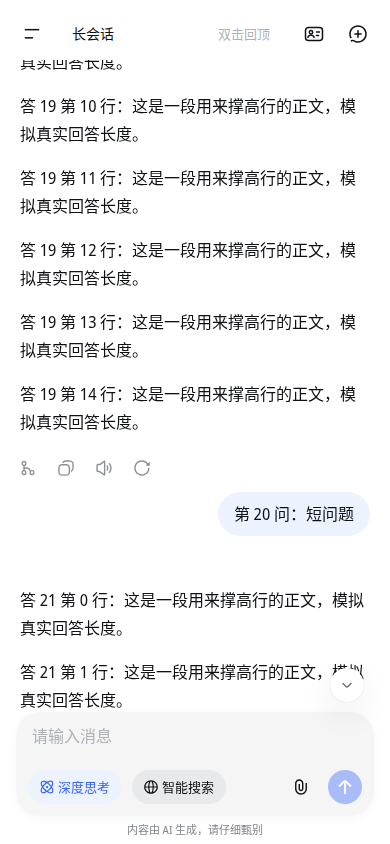 长会话
双击回顶
真实回答长度。
答 19 第 10 行：这是一段用来撑高行的正文，模
拟真实回答长度。
答 19 第 11 行：这是一段用来撑高行的正文，模
拟真实回答长度。
答 19 第 12 行：这是一段用来撑高行的正文，模
拟真实回答长度。
答 19 第 13 行：这是一段用来撑高行的正文，模
拟真实回答长度。
答 19 第 14 行：这是一段用来撑高行的正文，模
拟真实回答长度。
第 20 问：短问题
答 21 第 0 行：这是一段用来撑高行的正文，模拟
真实回答长度。
答 21 第 1 行：这是一段用来撑高行的正文，模拟
真实回答长度。
请输入消息
深度思考
智能搜索
内容由 AI 生成，请仔细甄别